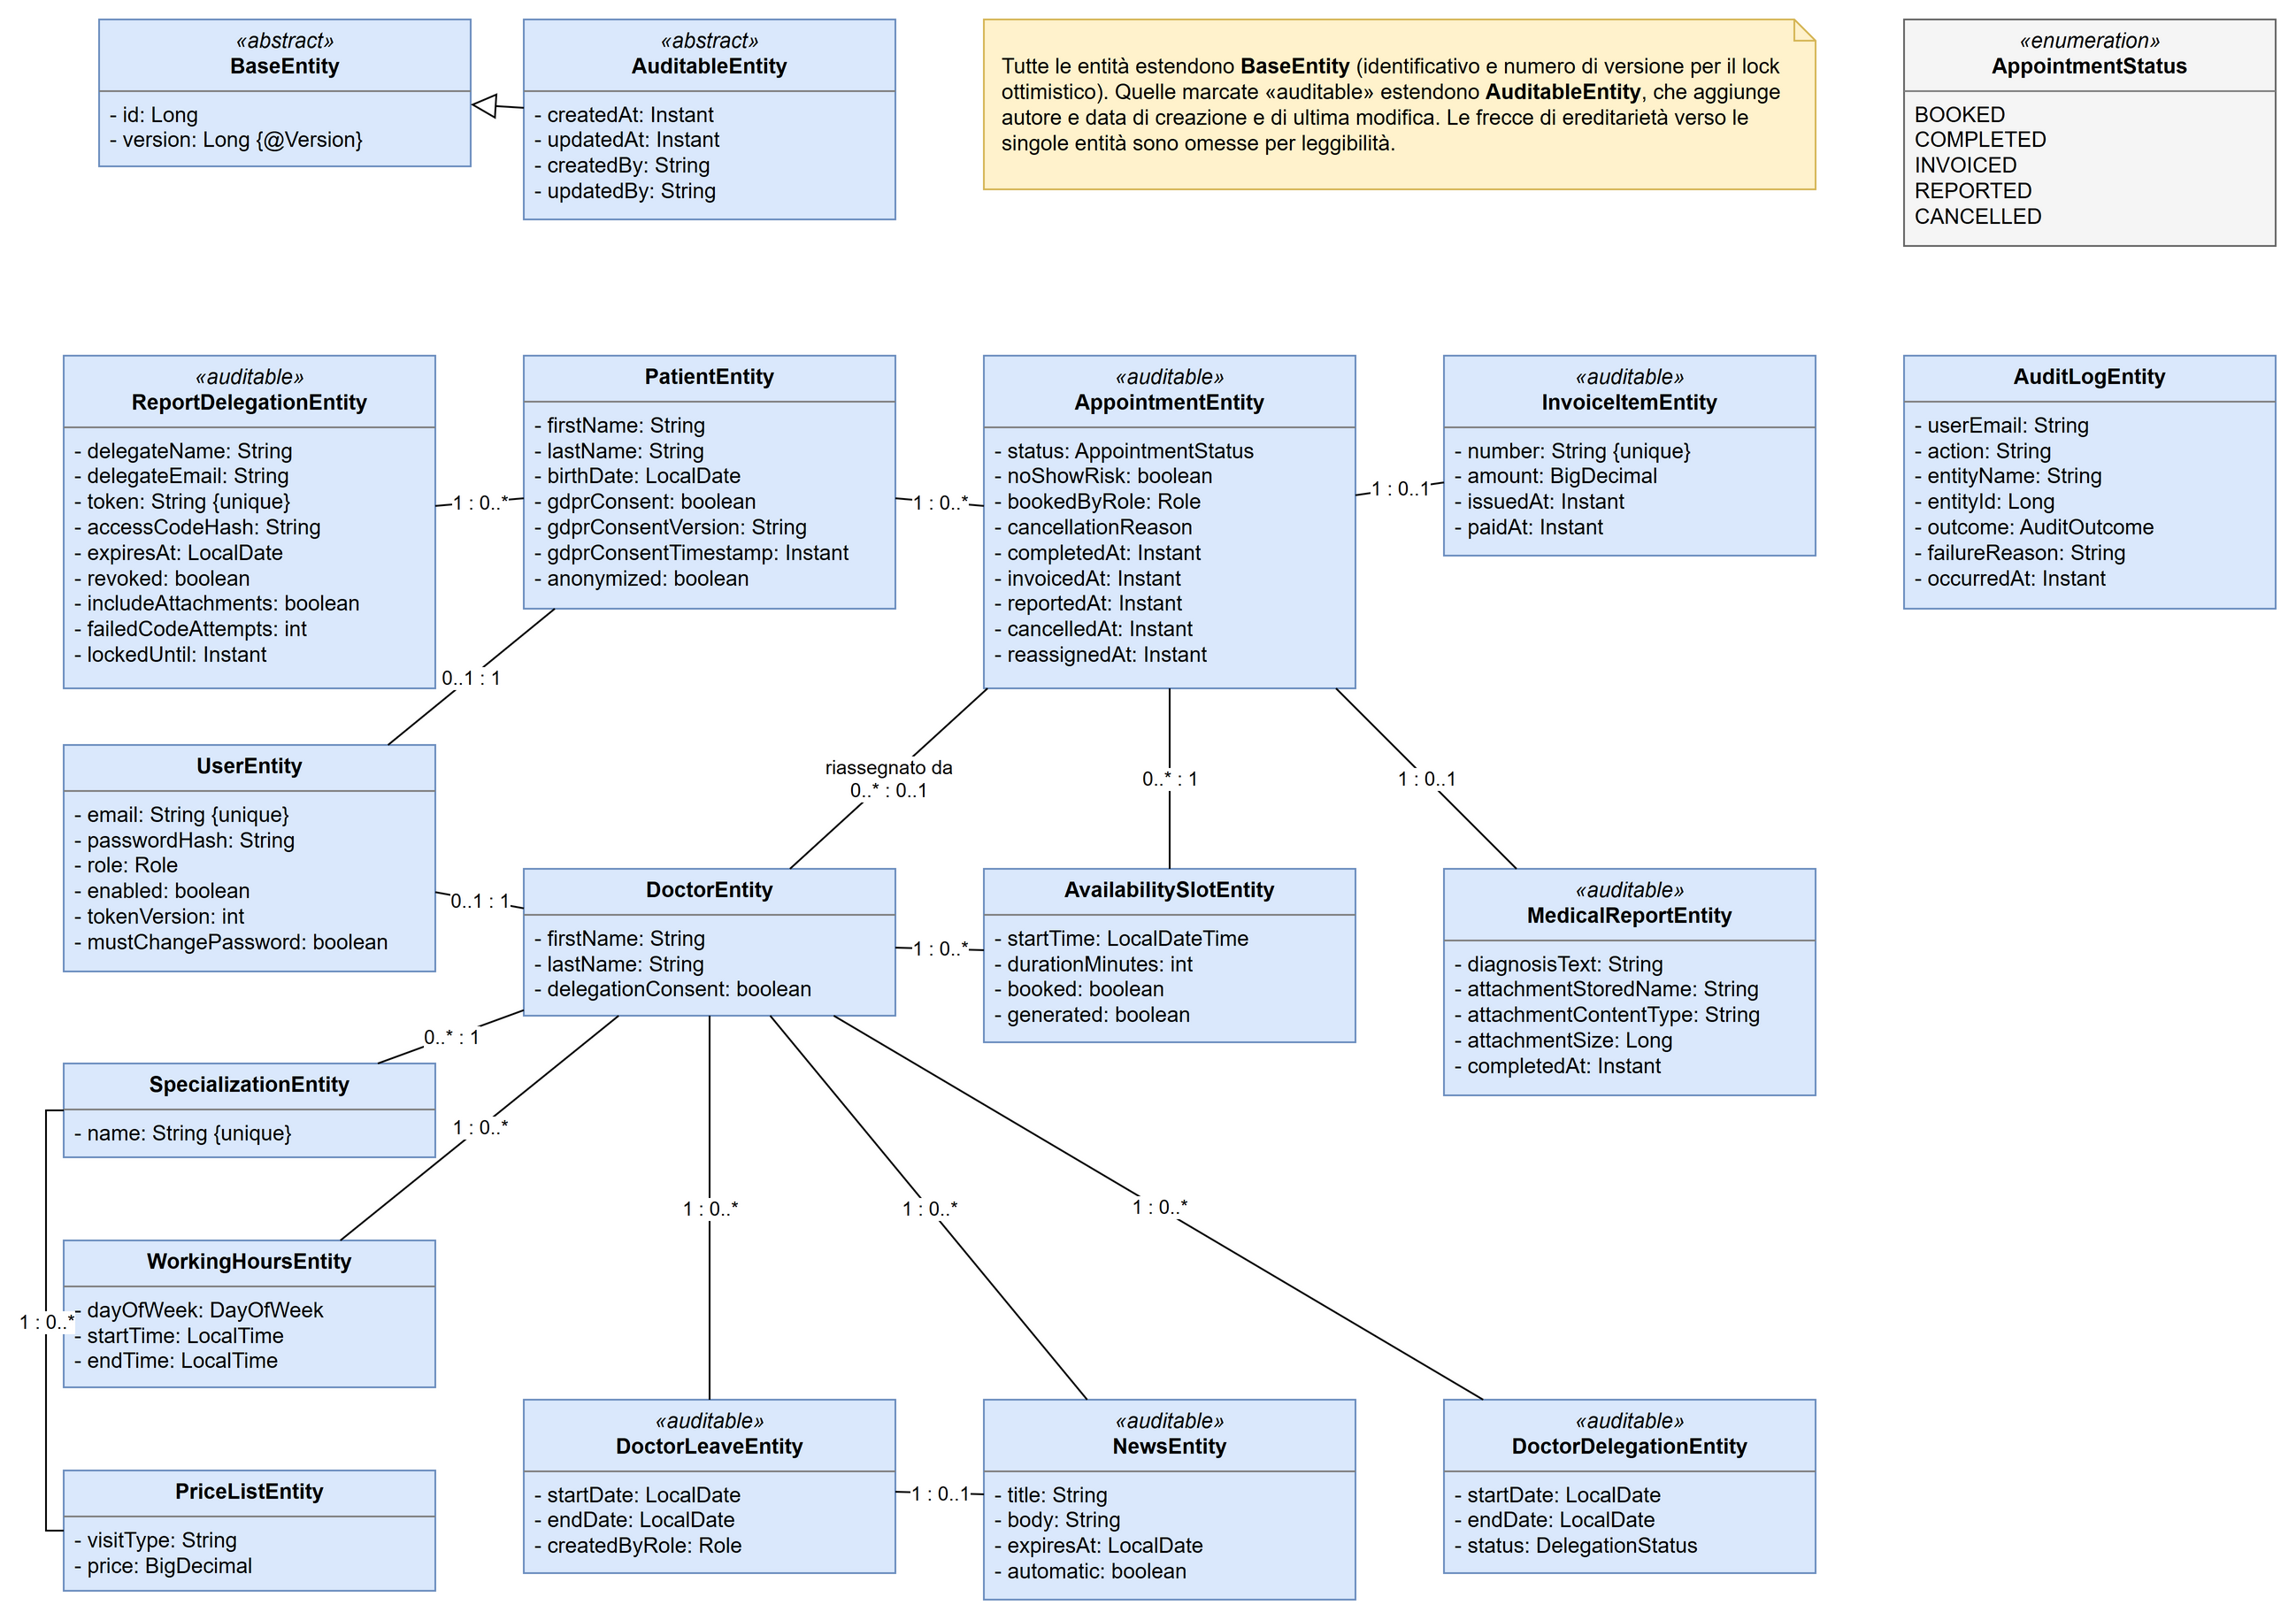 «abstract»
BaseEntity
- id: Long
- version: Long {@Version}
«abstract»
AuditableEntity
- createdAt: Instant
- updatedAt: Instant
- createdBy: String
- updatedBy: String
Tutte le entità estendono BaseEntity (identificativo e numero di versione per il lock
ottimistico). Quelle marcate «auditable» estendono AuditableEntity, che aggiunge
autore e data di creazione e di ultima modifica. Le frecce di ereditarietà verso le
singole entità sono omesse per leggibilità.
«enumeration»
AppointmentStatus
BOOKED
COMPLETED
INVOICED
REPORTED
CANCELLED
«auditable»
ReportDelegationEntity
- delegateName: String
- delegateEmail: String
- token: String {unique}
- accessCodeHash: String
- expiresAt: LocalDate
- revoked: boolean
- includeAttachments: boolean
- failedCodeAttempts: int
- lockedUntil: Instant
1 : 0..*
PatientEntity
- firstName: String
- lastName: String
- birthDate: LocalDate
- gdprConsent: boolean
- gdprConsentVersion: String
- gdprConsentTimestamp: Instant
- anonymized: boolean
1 : 0..*
«auditable»
AppointmentEntity
- status: AppointmentStatus
- noShowRisk: boolean
- bookedByRole: Role
- cancellationReason
- completedAt: Instant
- invoicedAt: Instant
- reportedAt: Instant
- cancelledAt: Instant
- reassignedAt: Instant
1 : 0..1
«auditable»
InvoiceItemEntity
- number: String {unique}
- amount: BigDecimal
- issuedAt: Instant
- paidAt: Instant
AuditLogEntity
- userEmail: String
- action: String
- entityName: String
- entityId: Long
- outcome: AuditOutcome
- failureReason: String
- occurredAt: Instant
0..1 : 1
riassegnato da
0..* : 0..1
0..* : 1
1 : 0..1
UserEntity
- email: String {unique}
- passwordHash: String
- role: Role
- enabled: boolean
- tokenVersion: int
- mustChangePassword: boolean
0..1 : 1
DoctorEntity
- firstName: String
- lastName: String
- delegationConsent: boolean
1 : 0..*
AvailabilitySlotEntity
- startTime: LocalDateTime
- durationMinutes: int
- booked: boolean
- generated: boolean
«auditable»
MedicalReportEntity
- diagnosisText: String
- attachmentStoredName: String
- attachmentContentType: String
- attachmentSize: Long
- completedAt: Instant
0..* : 1
SpecializationEntity
- name: String {unique}
1 : 0..*
1 : 0..*
1 : 0..*
1 : 0..*
WorkingHoursEntity
- dayOfWeek: DayOfWeek
- startTime: LocalTime
- endTime: LocalTime
1 : 0..*
PriceListEntity
- visitType: String
- price: BigDecimal
«auditable»
DoctorLeaveEntity
- startDate: LocalDate
- endDate: LocalDate
- createdByRole: Role
1 : 0..1
«auditable»
NewsEntity
- title: String
- body: String
- expiresAt: LocalDate
- automatic: boolean
«auditable»
DoctorDelegationEntity
- startDate: LocalDate
- endDate: LocalDate
- status: DelegationStatus